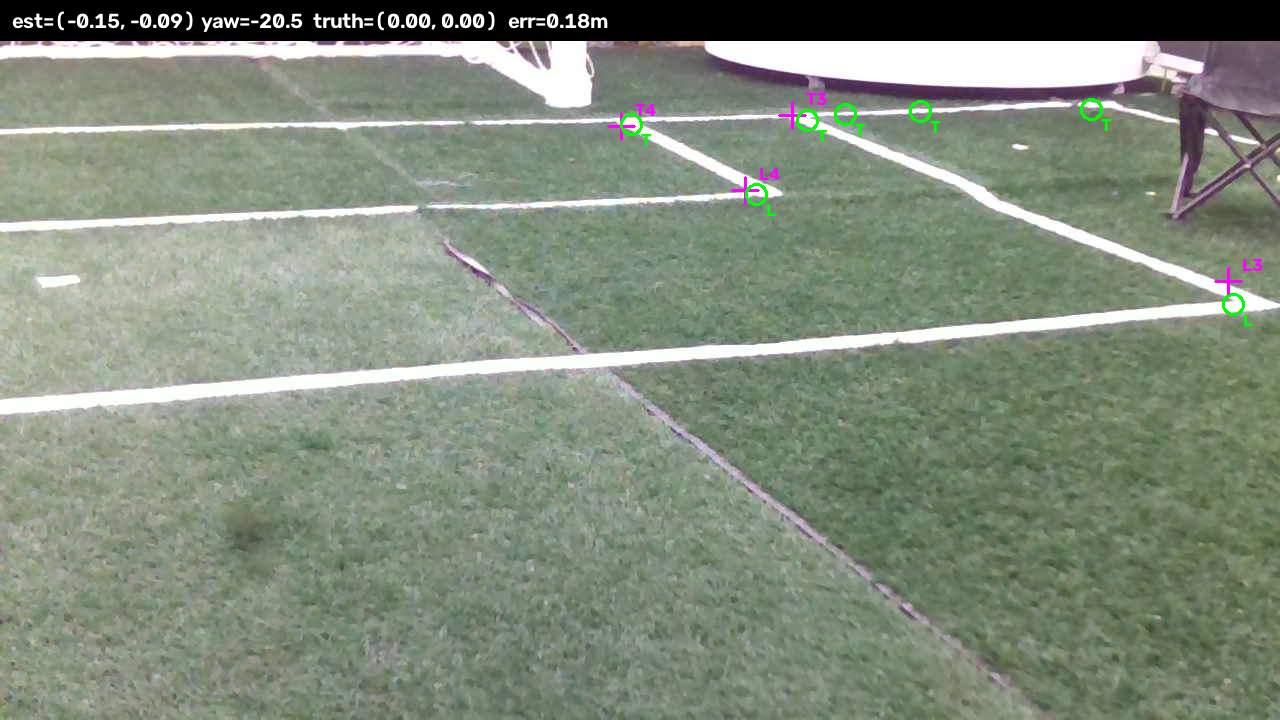 est=(-0.15, -0.09) yaw=-20.5 truth=(0.00, 0.00) err=0.18m
T4
T
T3
T
T
T
T
L4
L
L3
L